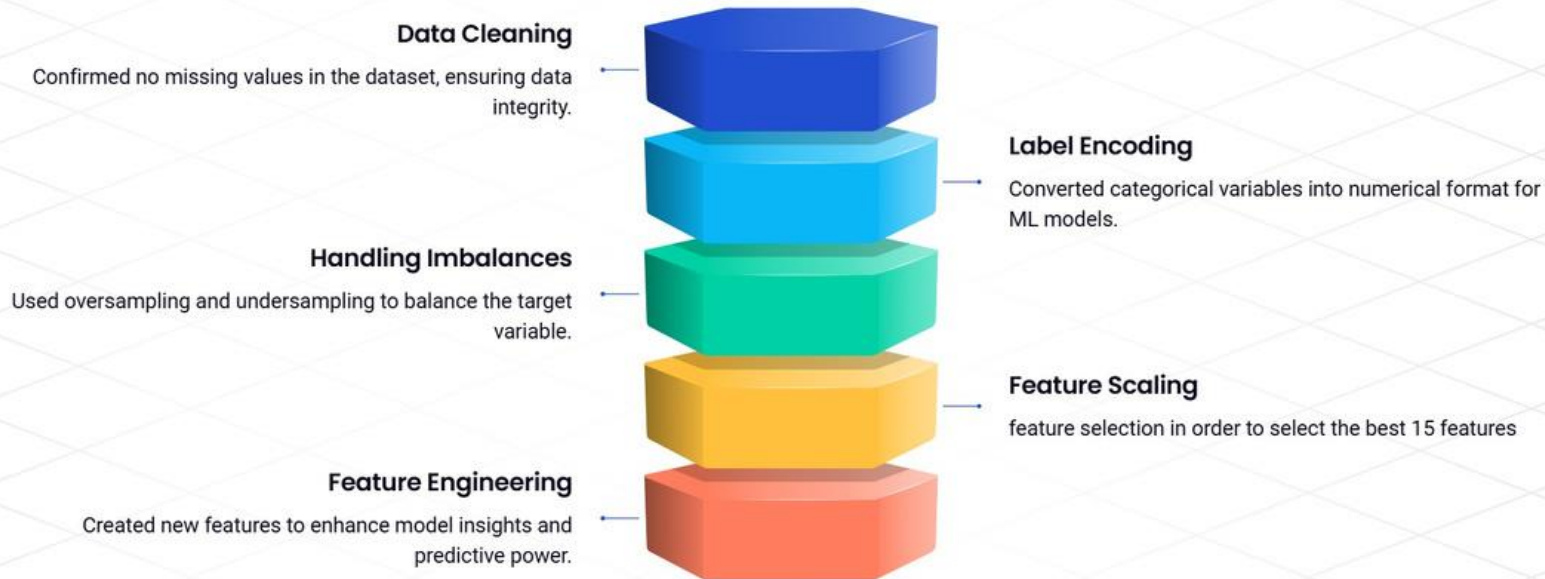 Data Cleaning
Confirmed no missing values in the dataset, ensuring data
integrity.
Label Encoding
Converted categorical variables into numerical format for
ML models.
Handling Imbalances
Used oversampling and undersampling to balance the target
variable.
Feature Scaling
feature selection in order to select the best 15 features
Feature Engineering
Created new features to enhance model insights and
predictive power.